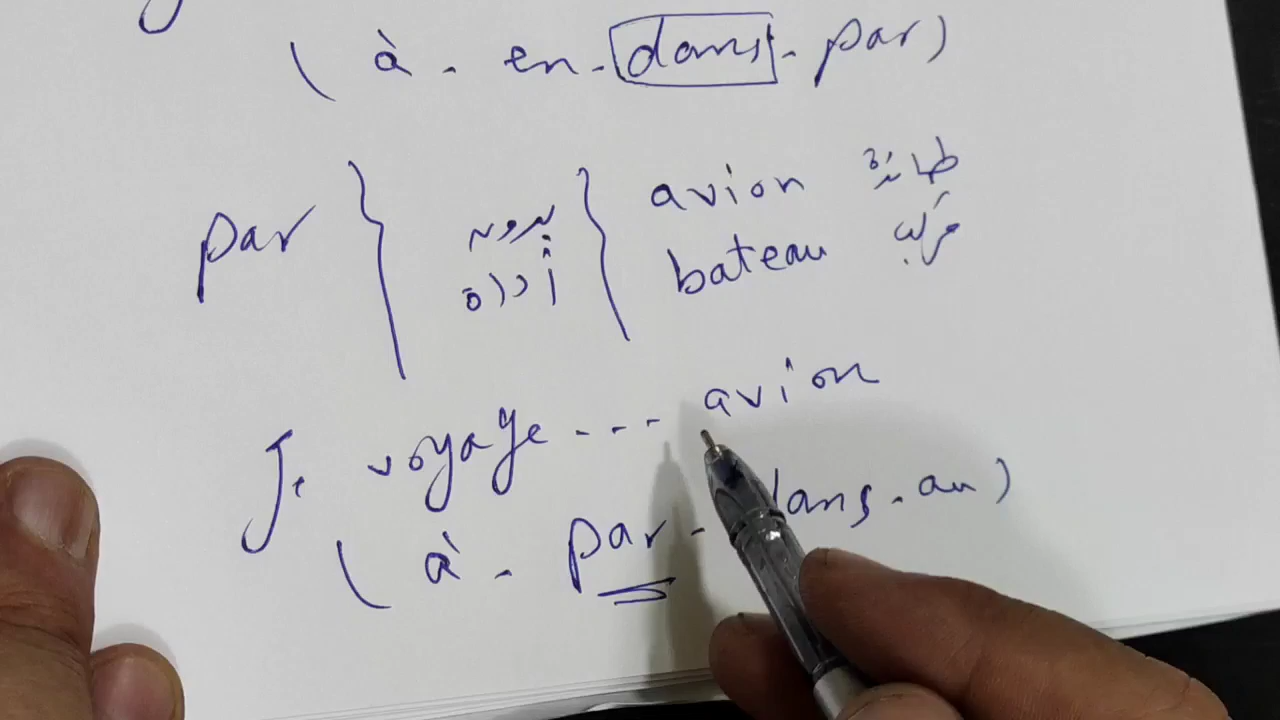 ( à - en - dans - par )
par بدون avion طائرة
أداة bateau مركب
Je voyage --- avion
( à - par - dans - au )